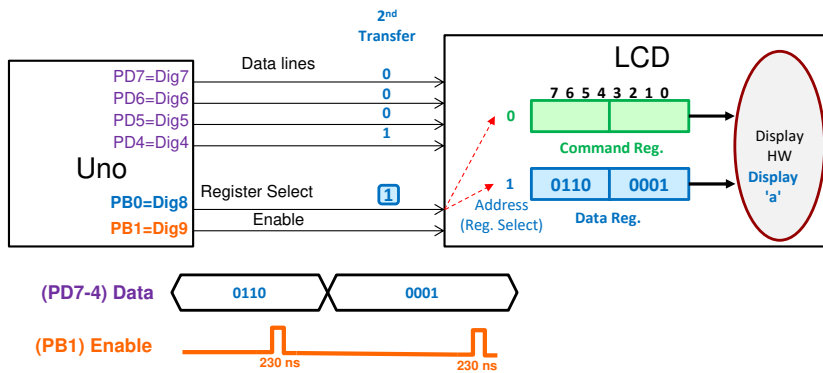 2nd
Transfer
LCD
Data lines
PD7=Dig7
0
PD6=Dig6
0
PD5=Dig5
0
PD4=Dig4
1
Uno
PB0=Dig8
Register Select
1
PB1=Dig9
Enable
7 6 5 4 3 2 1 0
0
Command Reg.
1
0110 0001
Address
(Reg. Select)
Data Reg.
Display
HW
Display
'a'
(PD7-4) Data
0110
0001
(PB1) Enable
230 ns
230 ns